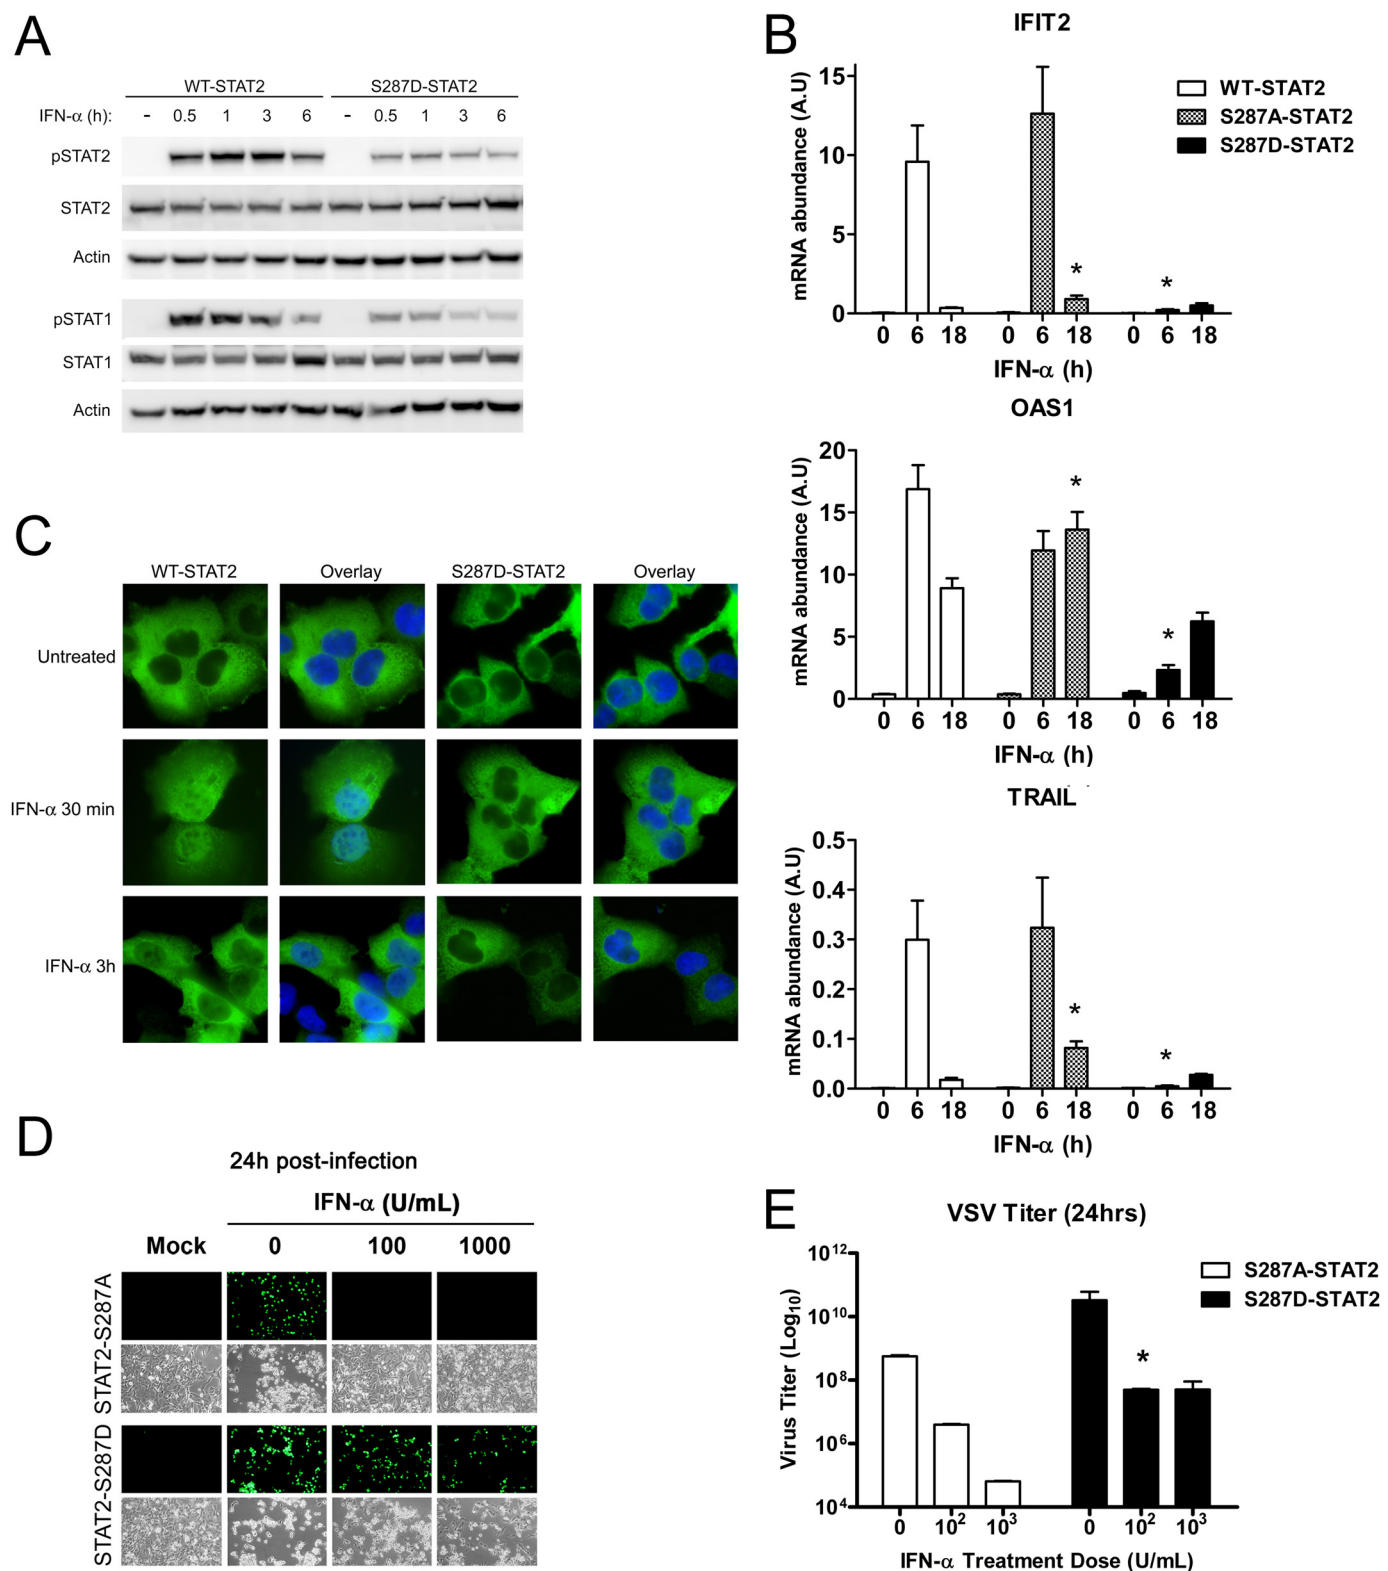 A
WT-STAT2 S287D-STAT2
IFN-α (h): - 0.5 1 3 6 - 0.5 1 3 6
pSTAT2
STAT2
Actin
pSTAT1
STAT1
Actin
B
IFIT2
mRNA abundance (A.U)
15
10
5
0
0 6 18 0 6 18 0 6 18
IFN-α (h)
* *
WT-STAT2
S287A-STAT2
S287D-STAT2
OAS1
mRNA abundance (A.U)
20
15
10
5
0
* *
0 6 18 0 6 18 0 6 18
IFN-α (h)
TRAIL
mRNA abundance (A.U)
0.5
0.4
0.3
0.2
0.1
0.0
* *
0 6 18 0 6 18 0 6 18
IFN-α (h)
C
WT-STAT2 Overlay S287D-STAT2 Overlay
Untreated
IFN-α 30 min
IFN-α 3h
D
24h post-infection
IFN-α (U/mL)
Mock 0 100 1000
STAT2-S287A
STAT2-S287D
E
VSV Titer (24hrs)
Virus Titer (Log10)
10^12
10^10
10^8
10^6
10^4
*
0 10^2 10^3 0 10^2 10^3
IFN-α Treatment Dose (U/mL)
S287A-STAT2
S287D-STAT2